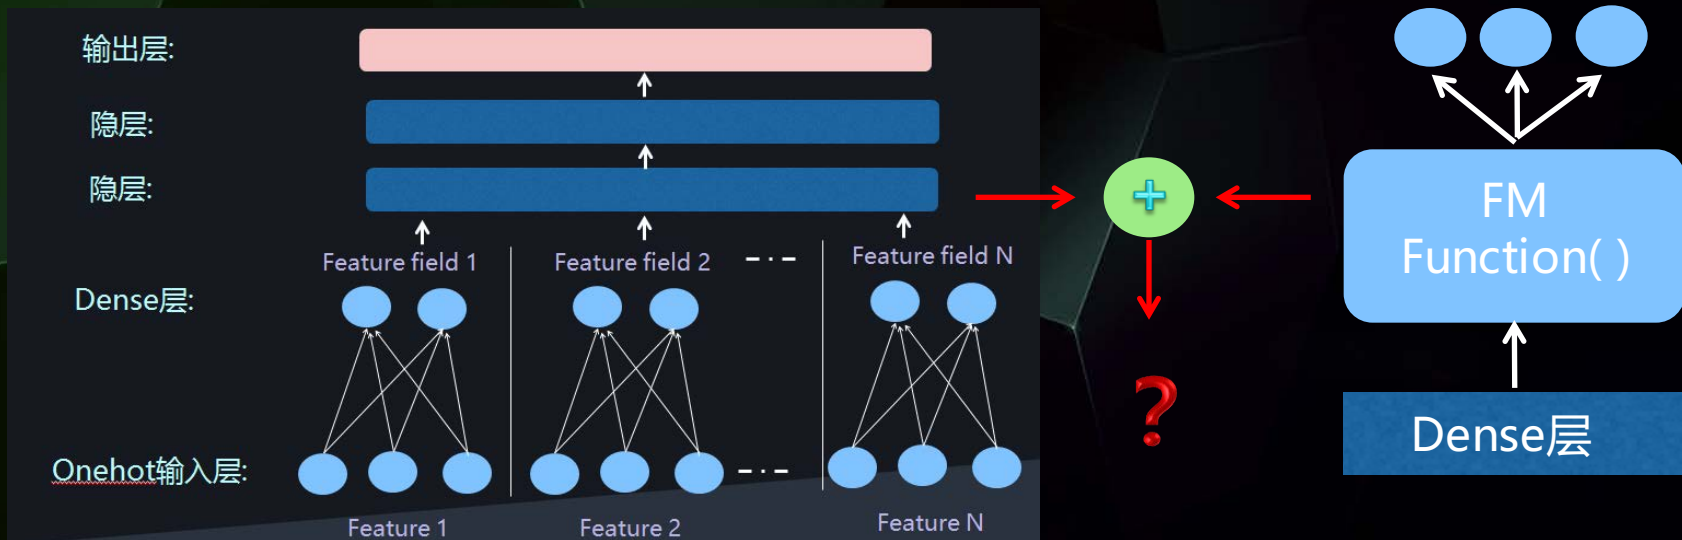 输出层:
隐层:
隐层:
Feature field 1
Feature field 2
Feature field N
Dense层:
Onehot输入层:
Feature 1
Feature 2
Feature N
+
?
FM
Function( )
Dense层